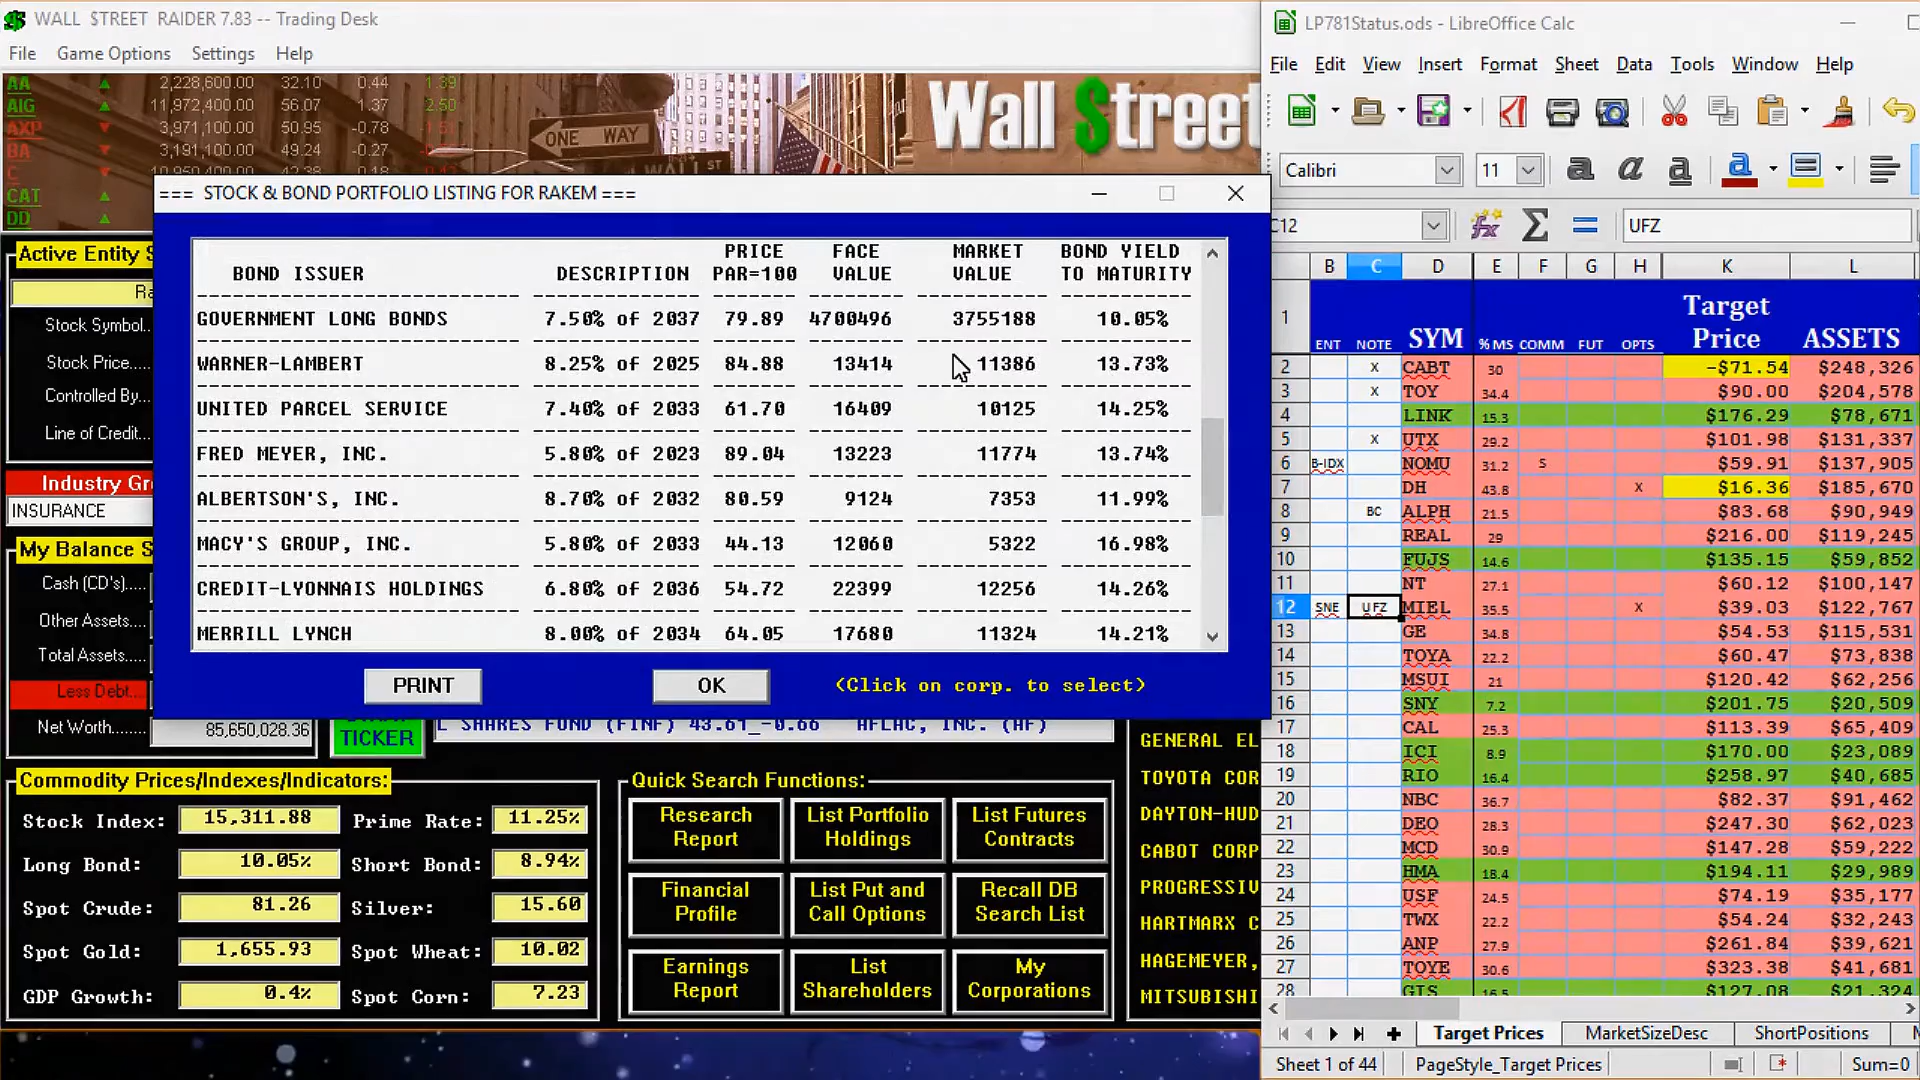 WALL $TREET RAIDER 7.83 -- Trading Desk
File Game Options Settings Help
AA 2,228,600.00 32.10 0.44 1.39
AIG 11,972,400.00 56.07 1.37 2.50
AXP 3,971,100.00 50.95 -0.78 -1.51
BA 3,191,100.00 49.24 -0.27
C
CAT
DD
ONE WAY
WALL ST
Wall $treet
=== STOCK & BOND PORTFOLIO LISTING FOR RAKEM ===
PRICE FACE MARKET BOND YIELD
BOND ISSUER DESCRIPTION PAR=100 VALUE VALUE TO MATURITY
GOVERNMENT LONG BONDS 7.50% of 2037 79.89 4700496 3755188 10.05%
WARNER-LAMBERT 8.25% of 2025 84.88 13414 11386 13.73%
UNITED PARCEL SERVICE 7.40% of 2033 61.70 16409 10125 14.25%
FRED MEYER, INC. 5.80% of 2023 89.04 13223 11774 13.74%
ALBERTSON'S, INC. 8.70% of 2032 80.59 9124 7353 11.99%
MACY'S GROUP, INC. 5.80% of 2033 44.13 12060 5322 16.98%
CREDIT-LYONNAIS HOLDINGS 6.80% of 2036 54.72 22399 12256 14.26%
MERRILL LYNCH 8.00% of 2034 64.05 17680 11324 14.21%
PRINT OK <Click on corp. to select>
Active Entity S
Ra
Stock Symbol..
Stock Price...
Controlled By..
Line of Credit..
Industry Gr
INSURANCE
My Balance S
Cash (CD's)....
Other Assets...
Total Assets....
Less Debt...
Net Worth....... 85,650,028.36
TICKER
L SHARES FUND (FINF) 43.61 -0.66 AFLAC, INC. (AF)
Commodity Prices/Indexes/Indicators:
Stock Index: 15,311.88 Prime Rate: 11.25%
Long Bond: 10.05% Short Bond: 8.94%
Spot Crude: 81.26 Silver: 15.60
Spot Gold: 1,655.93 Spot Wheat: 10.02
GDP Growth: 0.4% Spot Corn: 7.23
Quick Search Functions:
Research Report
List Portfolio Holdings
List Futures Contracts
Financial Profile
List Put and Call Options
Recall DB Search List
Earnings Report
List Shareholders
My Corporations
GENERAL EL
TOYOTA COR
DAYTON-HUD
CABOT CORP
PROGRESSIV
HARTMARX C
HAGEMEYER,
MITSUBISHI
LP781Status.ods - LibreOffice Calc
File Edit View Insert Format Sheet Data Tools Window Help
Calibri 11
C12 UFZ
B C D E F G H K L
1 ENT NOTE SYM % MS COMM FUT OPTS Target Price ASSETS
2 X CABT 30 -$71.54 $248,326
3 X TOY 34.4 $90.00 $204,578
4 LINK 15.3 $176.29 $78,671
5 X UTX 29.2 $101.98 $131,337
6 B-IDX NOMU 31.2 S $59.91 $137,905
7 DH 43.8 X $16.36 $185,670
8 BC ALPH 21.5 $83.68 $90,949
9 REAL 29 $216.00 $119,245
10 FUJS 14.6 $135.15 $59,852
11 NT 27.1 $60.12 $100,147
12 SNE UFZ MIEL 35.5 X $39.03 $122,767
13 GE 34.8 $54.53 $115,531
14 TOYA 22.2 $60.47 $73,838
15 MSUI 21 $120.42 $62,256
16 SNY 7.2 $201.75 $20,509
17 CAL 25.3 $113.39 $65,409
18 ICI 8.9 $170.00 $23,089
19 RIO 16.4 $258.97 $40,685
20 NBC 36.7 $82.37 $91,462
21 DEO 28.3 $247.30 $62,023
22 MCD 30.9 $147.28 $59,222
23 HMA 18.4 $194.11 $29,989
24 USF 24.5 $74.19 $35,177
25 TWX 22.2 $54.24 $32,243
26 ANP 27.9 $261.84 $39,621
27 TOYE 30.6 $323.38 $41,681
28 GIS 16.5 $127.08 $21,324
Target Prices MarketSizeDesc ShortPositions
Sheet 1 of 44 PageStyle_Target Prices Sum=0